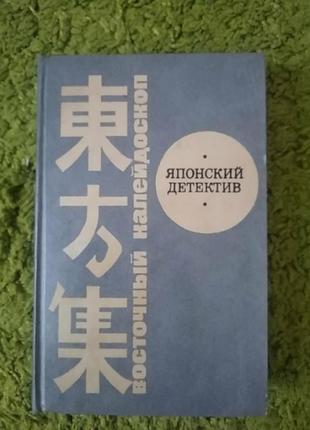 東方集
восточный калейдоскоп
ЯПОНСКИЙ
ДЕТЕКТИВ